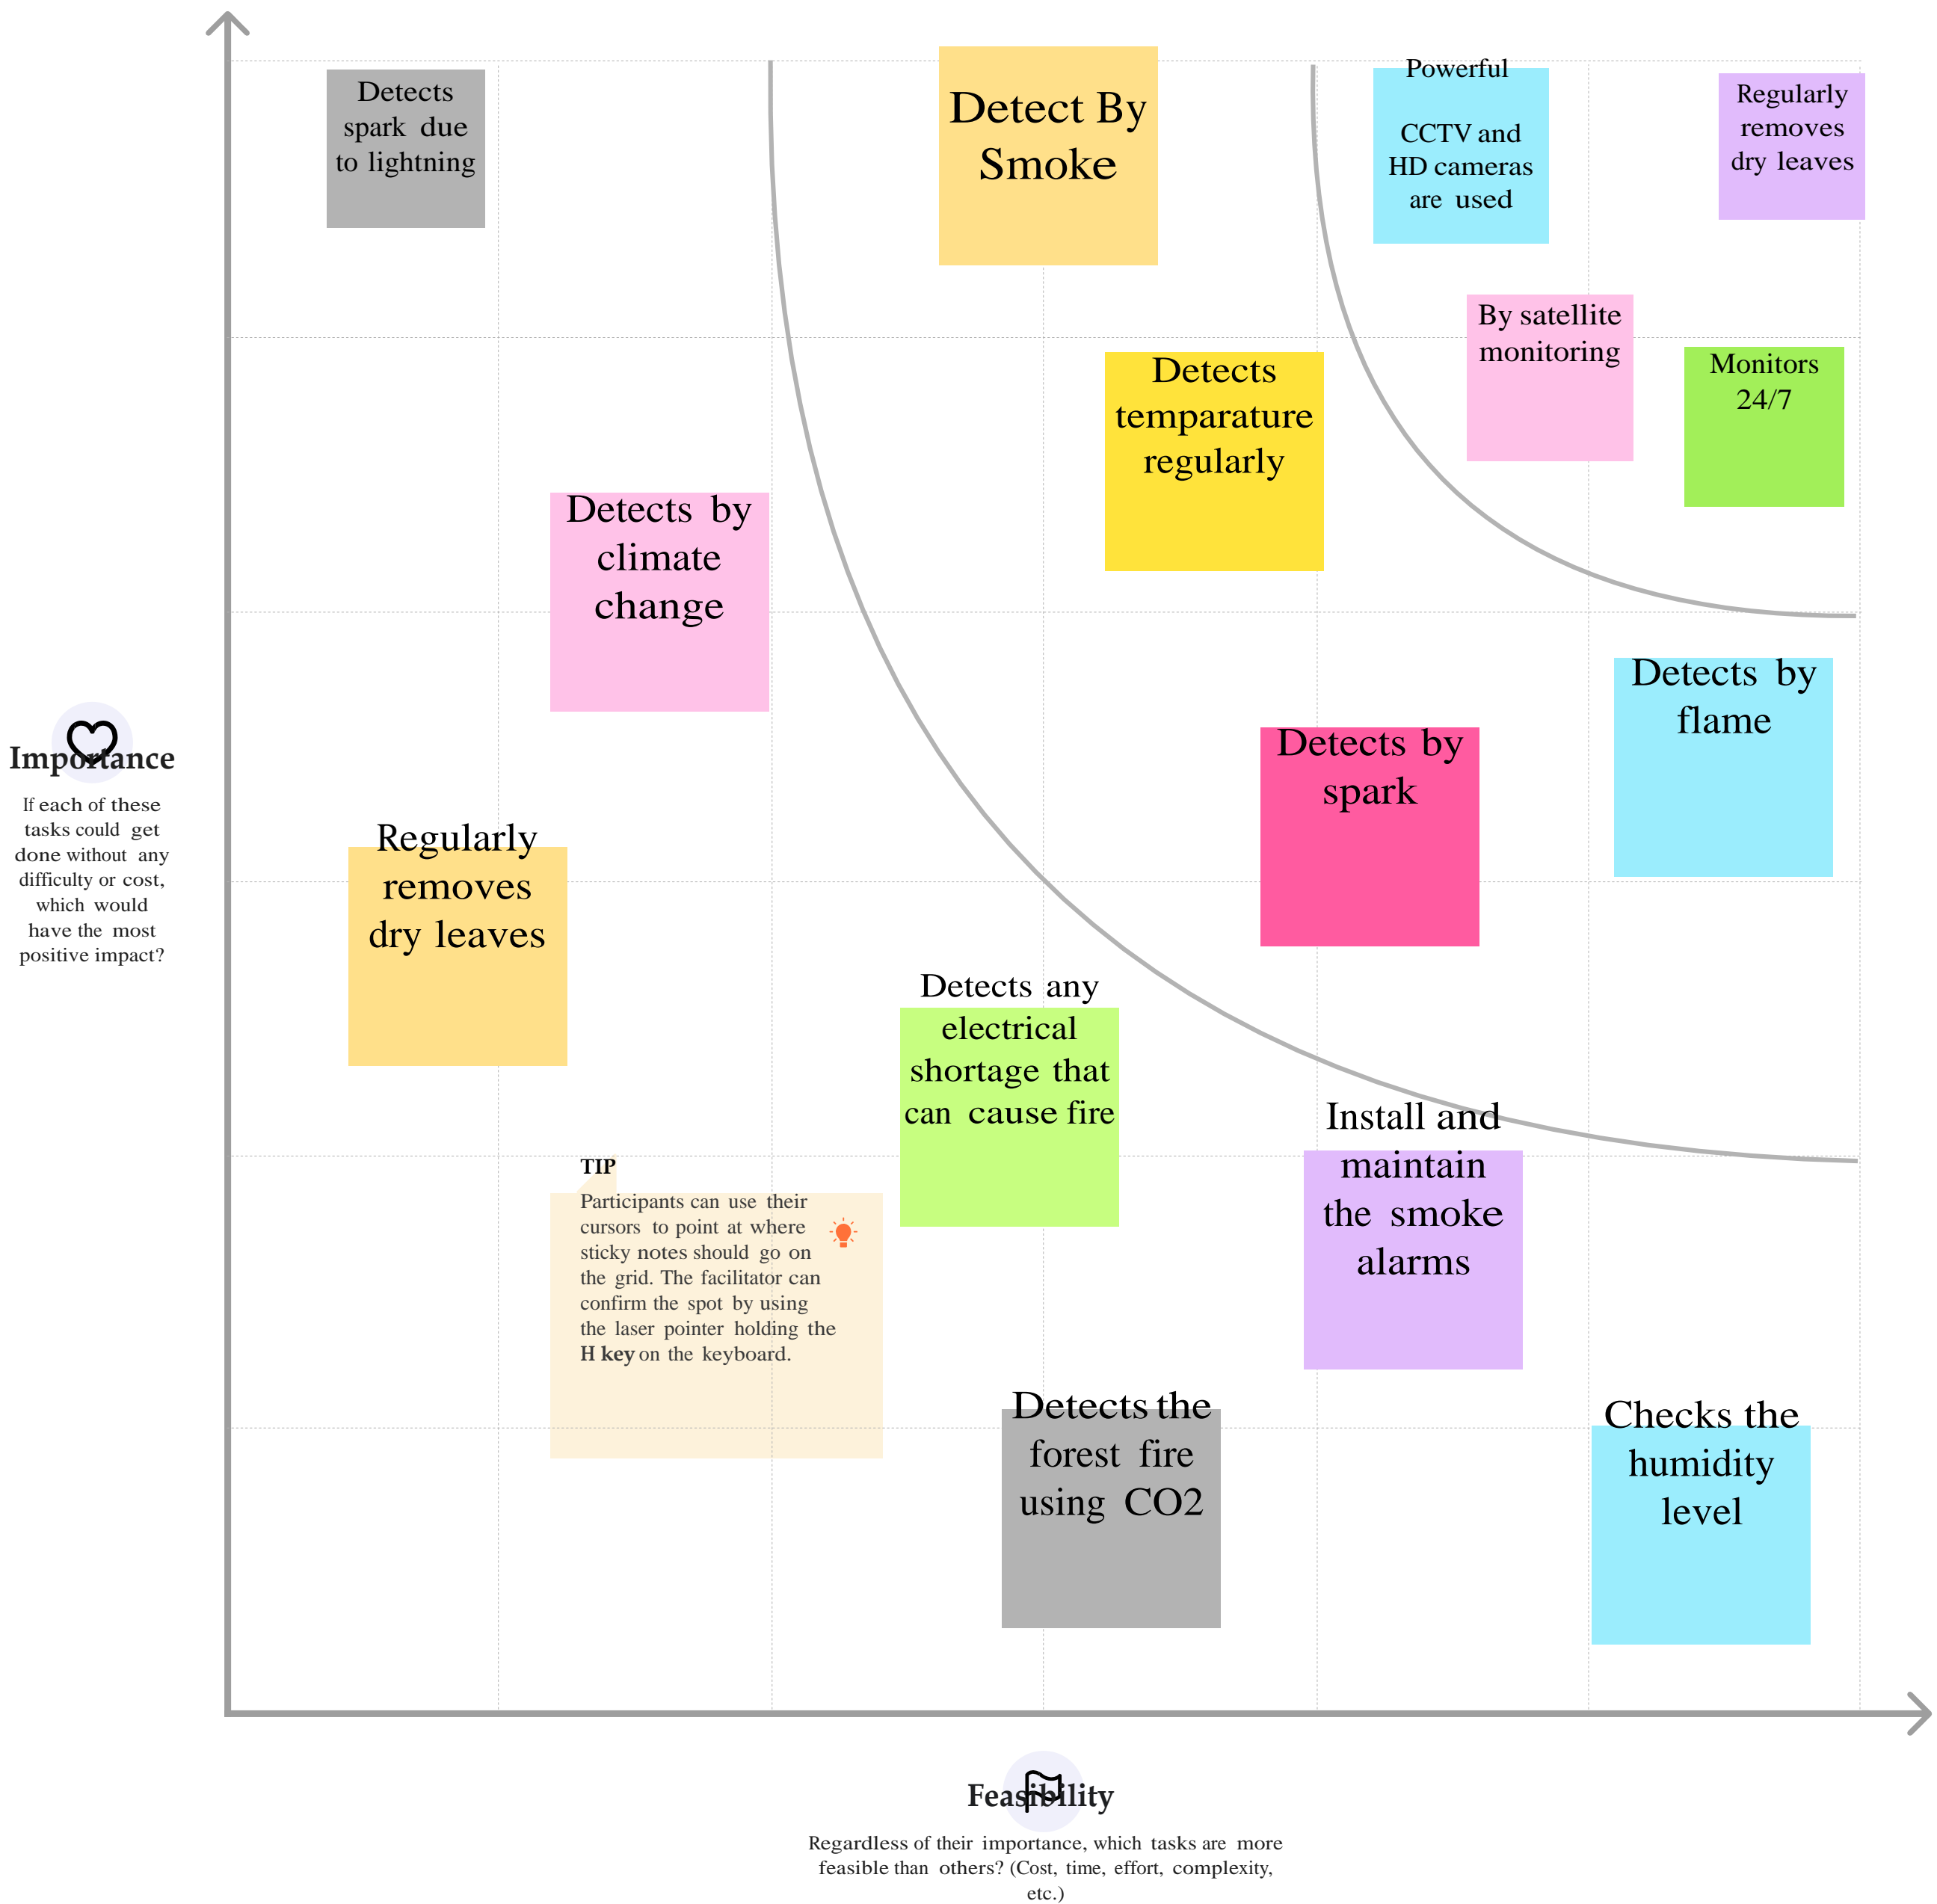 Detects
spark due
to lightning
Detect By
Smoke
Powerful
CCTV and
HD cameras
are used
Regularly
removes
dry leaves
By satellite
monitoring
Monitors
24/7
Detects
temparature
regularly
Detects by
climate
change
Detects by
flame
Detects by
spark
Importance
If each of these
tasks could get
done without any
difficulty or cost,
which would
have the most
positive impact?
Regularly
removes
dry leaves
Detects any
electrical
shortage that
can cause fire
Install and
maintain
the smoke
alarms
TIP
Participants can use their
cursors to point at where
sticky notes should go on
the grid. The facilitator can
confirm the spot by using
the laser pointer holding the
H key on the keyboard.
Detects the
forest fire
using CO2
Checks the
humidity
level
Feasibility
Regardless of their importance, which tasks are more
feasible than others? (Cost, time, effort, complexity,
etc.)